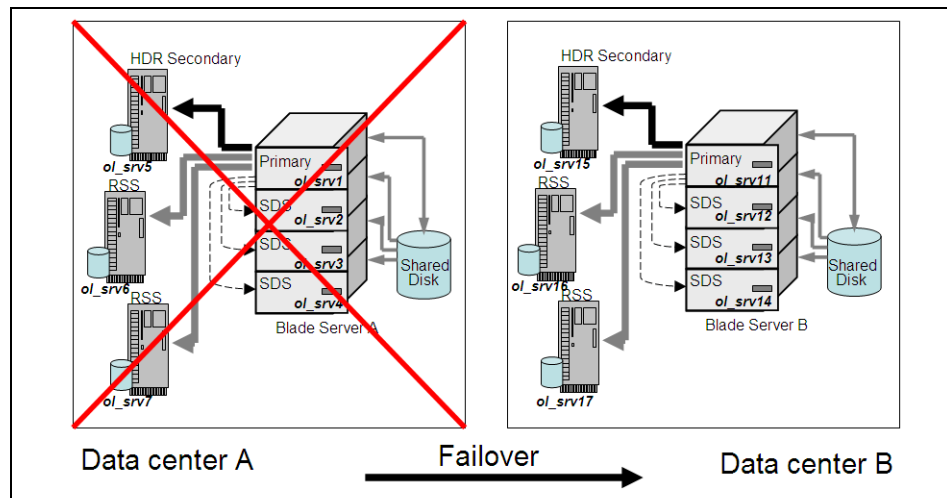 HDR Secondary
ol_srv5
Primary
ol_srv1
RSS
SDS
ol_srv2
SDS
ol_srv3
ol_srv6
SDS
ol_srv4
Shared
Disk
RSS
Blade Server A
ol_srv7
HDR Secondary
ol_srv15
Primary
ol_srv11
RSS
SDS
ol_srv12
SDS
ol_srv13
ol_srv16
SDS
ol_srv14
Shared
Disk
RSS
Blade Server B
ol_srv17
Data center A
Failover
Data center B